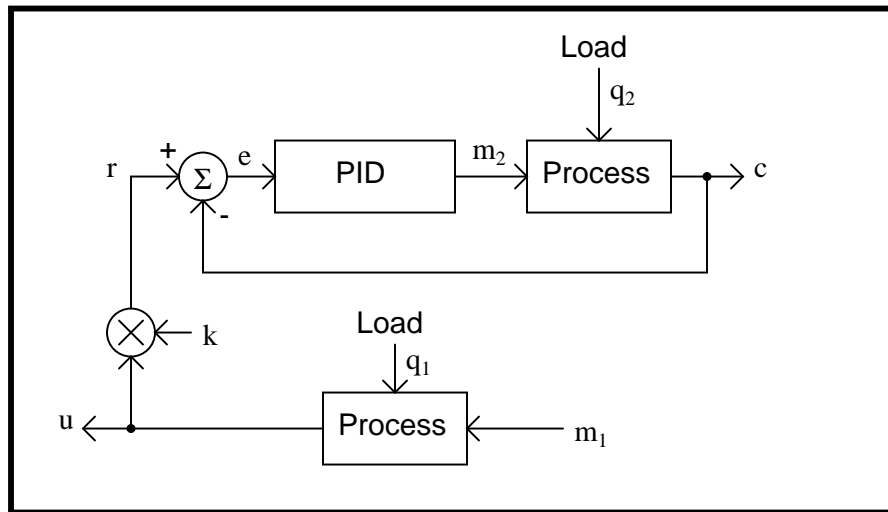 Load
q₂
r
+
Σ
-
e
PID
m₂
Process
c
k
Load
q₁
u
Process
m₁